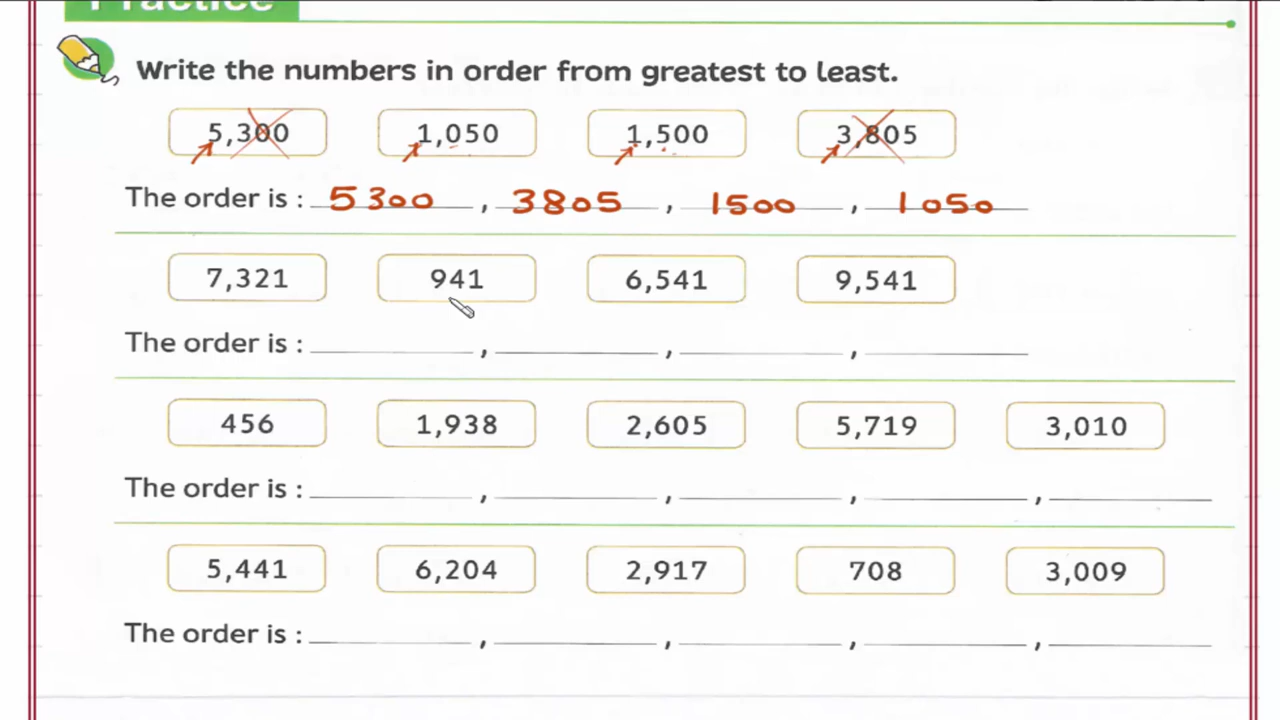 Practice
Write the numbers in order from greatest to least.
5,300 1,050 1,500 3,805
The order is : 5300 , 3805 , 1500 , 1050
7,321 941 6,541 9,541
The order is : , , ,
456 1,938 2,605 5,719 3,010
The order is : , , , ,
5,441 6,204 2,917 708 3,009
The order is : , , , ,